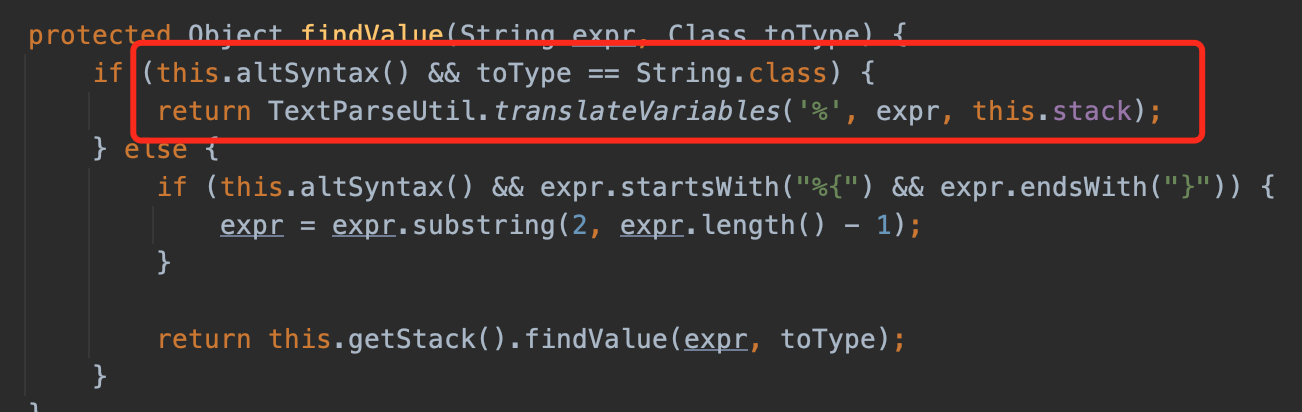 protected Object findValue(String expr, Class toType) {
if (this.altSyntax() && toType == String.class) {
return TextParseUtil.translateVariables('%', expr, this.stack);
} else {
if (this.altSyntax() && expr.startsWith("%{") && expr.endsWith("}")) {
expr = expr.substring(2, expr.length() - 1);
}
return this.getStack().findValue(expr, toType);
}
}